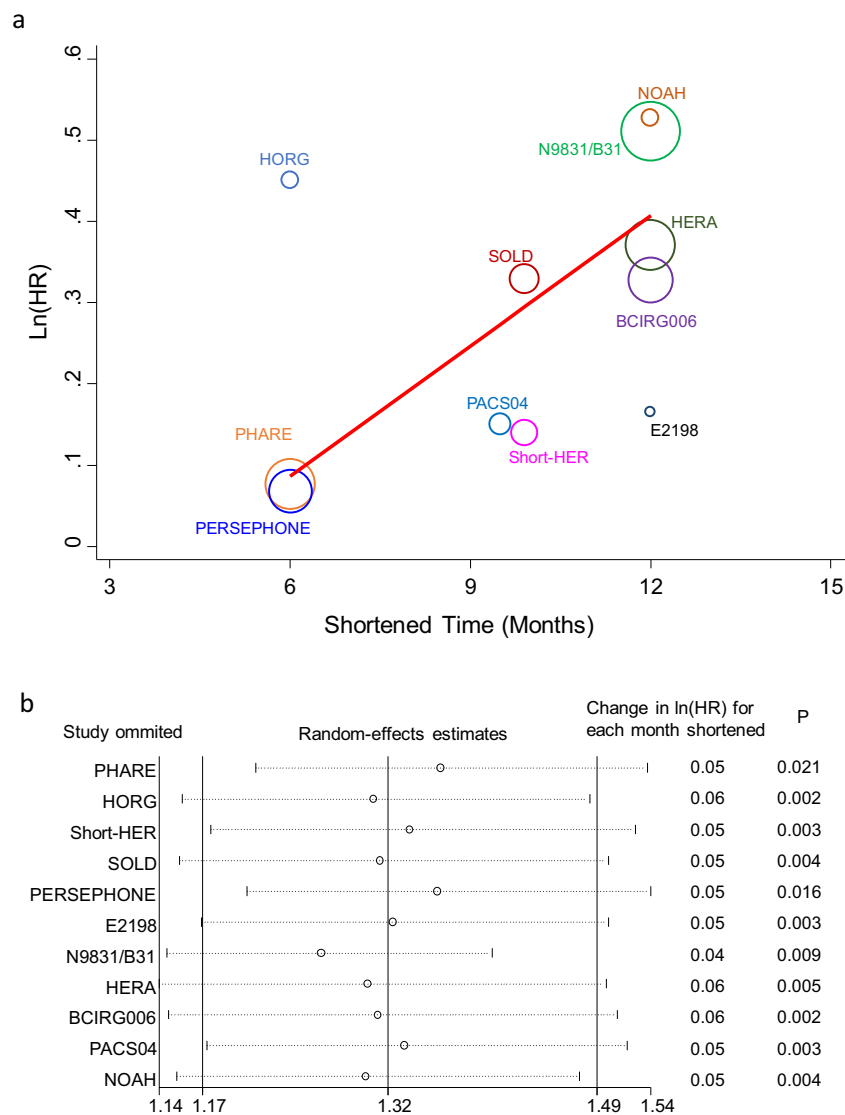 a
.6
.5
.4
.3
.2
.1
0
Ln(HR)
NOAH
N9831/B31
HORG
HERA
SOLD
BCIRG006
PACS04
E2198
Short-HER
PHARE
PERSEPHONE
3 6 9 12 15
Shortened Time (Months)
b
Study ommited Random-effects estimates Change in ln(HR) for each month shortened P
PHARE 0.05 0.021
HORG 0.06 0.002
Short-HER 0.05 0.003
SOLD 0.05 0.004
PERSEPHONE 0.05 0.016
E2198 0.05 0.003
N9831/B31 0.04 0.009
HERA 0.06 0.005
BCIRG006 0.06 0.002
PACS04 0.05 0.003
NOAH 0.05 0.004
1.14 1.17 1.32 1.49 1.54